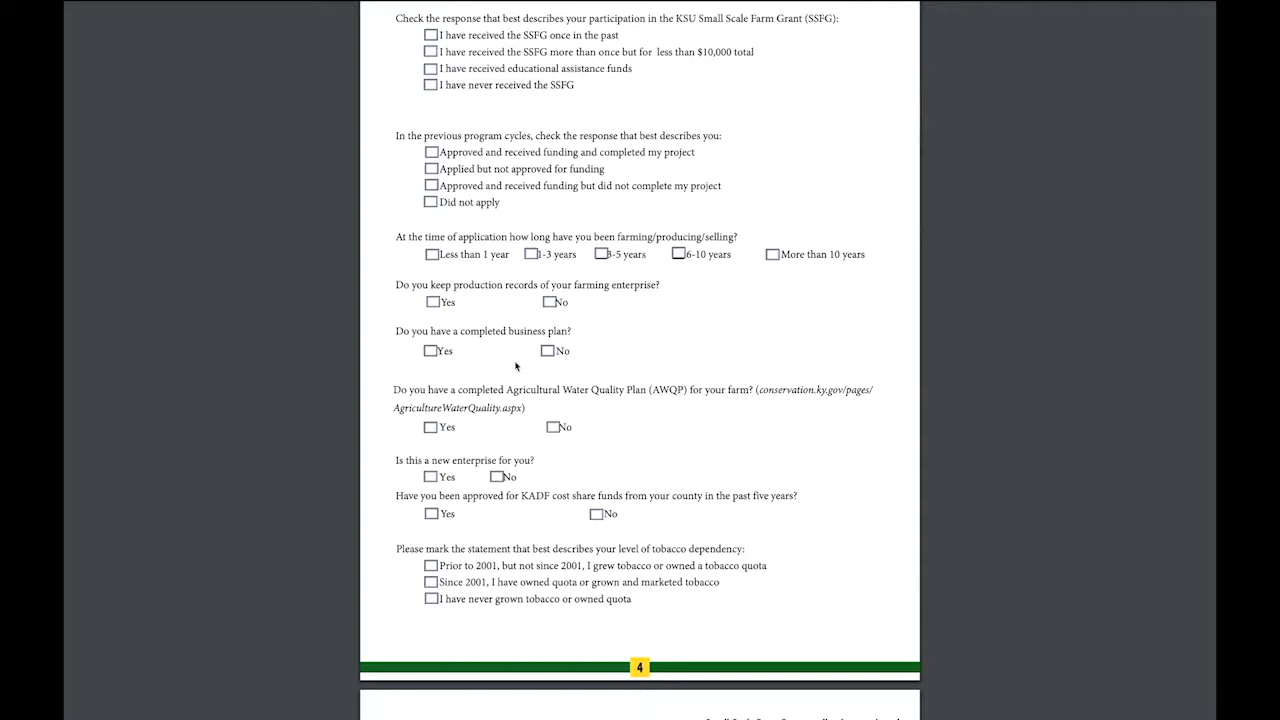 Check the response that best describes your participation in the KSU Small Scale Farm Grant (SSFG):
I have received the SSFG once in the past
I have received the SSFG more than once but for less than $10,000 total
I have received educational assistance funds
I have never received the SSFG
In the previous program cycles, check the response that best describes you:
Approved and received funding and completed my project
Applied but not approved for funding
Approved and received funding but did not complete my project
Did not apply
At the time of application how long have you been farming/producing/selling?
Less than 1 year 1-3 years 3-5 years 6-10 years More than 10 years
Do you keep production records of your farming enterprise?
Yes No
Do you have a completed business plan?
Yes No
Do you have a completed Agricultural Water Quality Plan (AWQP) for your farm? (conservation.ky.gov/pages/
AgricultureWaterQuality.aspx)
Yes No
Is this a new enterprise for you?
Yes No
Have you been approved for KADF cost share funds from your county in the past five years?
Yes No
Please mark the statement that best describes your level of tobacco dependency:
Prior to 2001, but not since 2001, I grew tobacco or owned a tobacco quota
Since 2001, I have owned quota or grown and marketed tobacco
I have never grown tobacco or owned quota
4